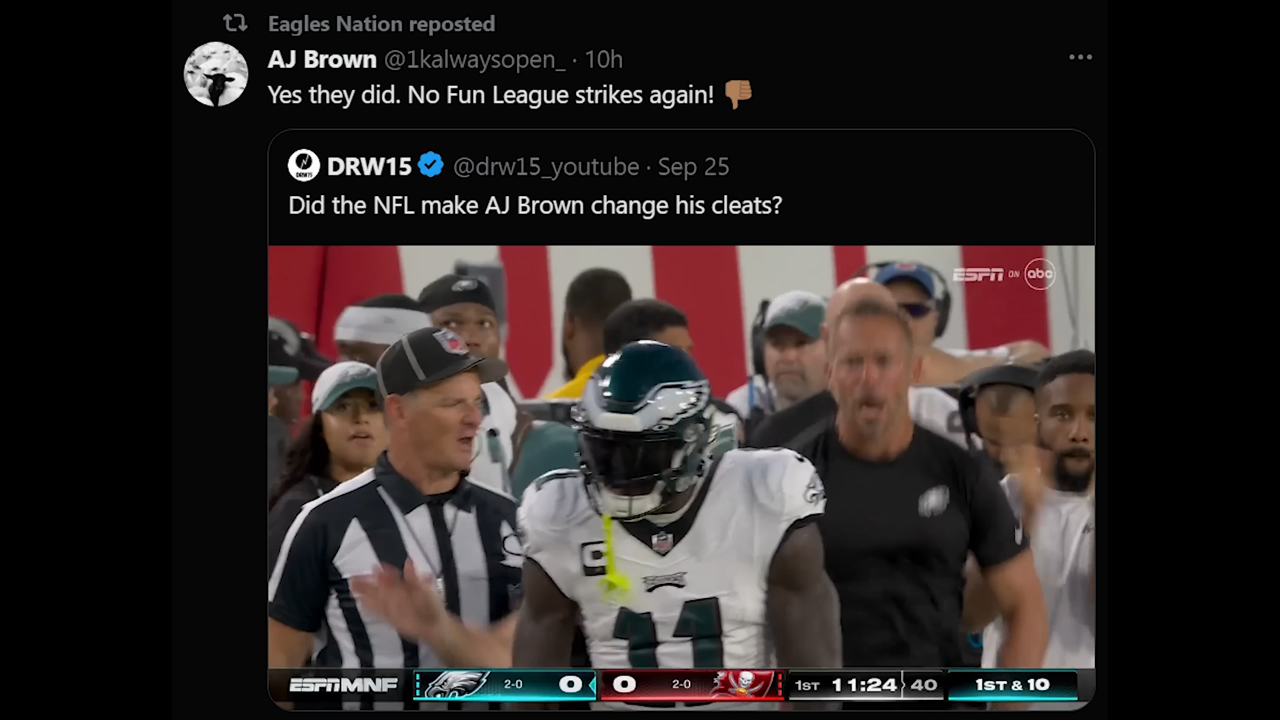 Eagles Nation reposted
AJ Brown @1kalwaysopen_ · 10h
Yes they did. No Fun League strikes again! 👎🏽
DRW15 @drw15_youtube · Sep 25
Did the NFL make AJ Brown change his cleats?
ESPN ON abc
C
EAGLES
11
ESPN MNF 2-0 0 0 2-0 1ST 11:24 40 1ST & 10